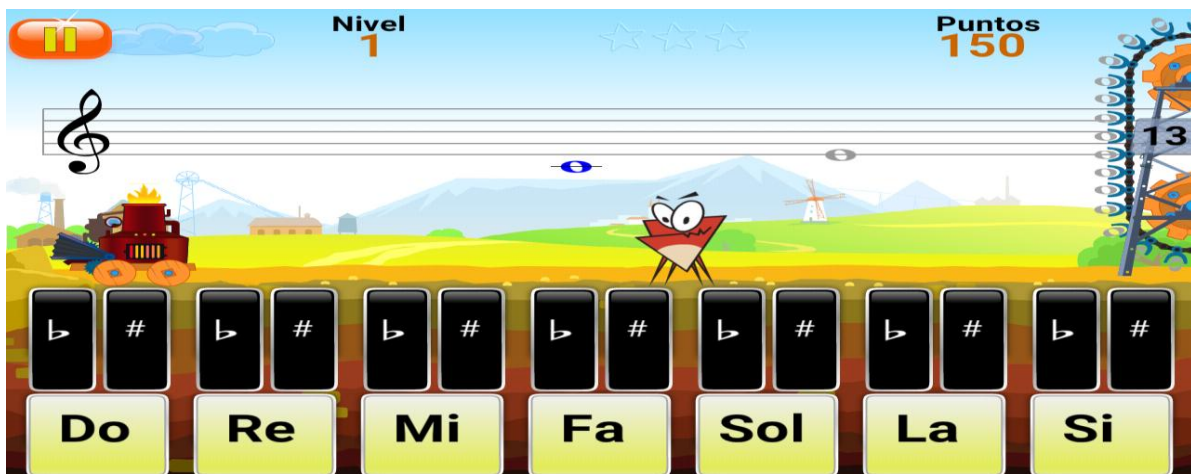 Nivel
1
Puntos
150
13
♭ # ♭ # ♭ # ♭ # ♭ # ♭ # ♭ #
Do Re Mi Fa Sol La Si